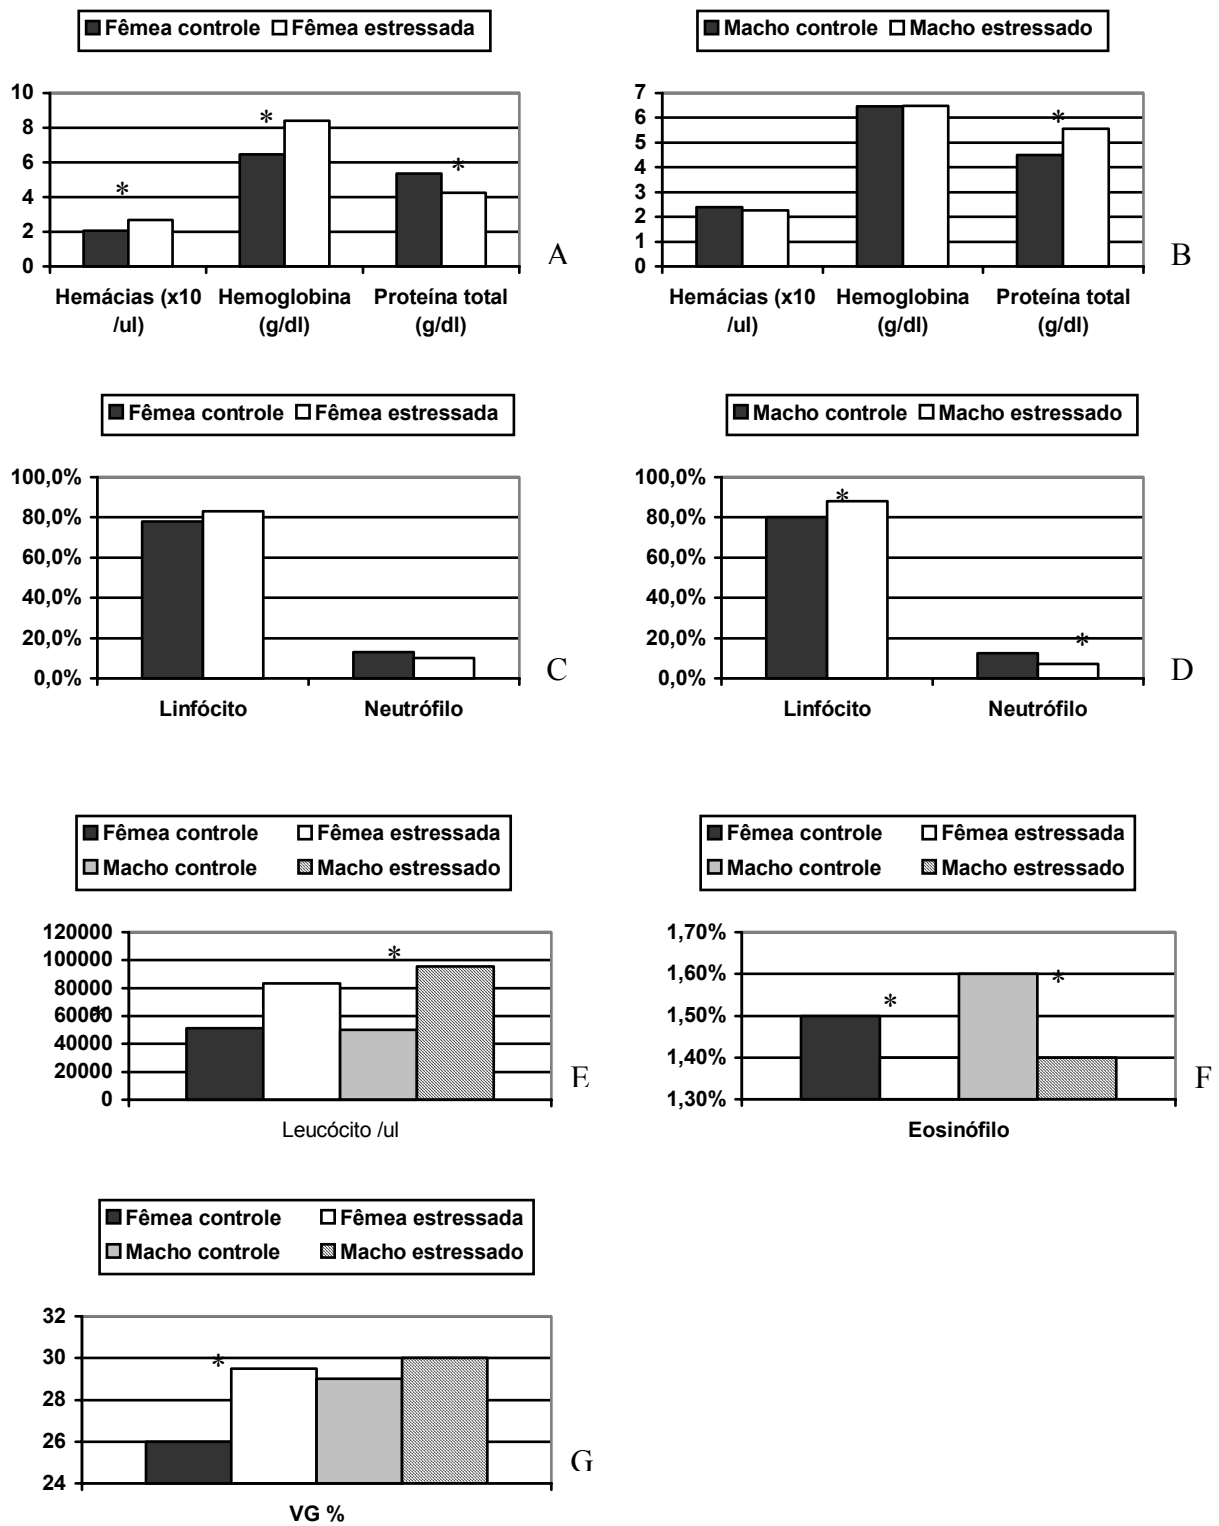 Fêmea controle Fêmea estressada
10
8
6
4
2
0
* * *
Hemácias (x10 /ul) Hemoglobina (g/dl) Proteína total (g/dl)
A
Macho controle Macho estressado
7
6
5
4
3
2
1
0
*
Hemácias (x10 /ul) Hemoglobina (g/dl) Proteína total (g/dl)
B
Fêmea controle Fêmea estressada
100,0%
80,0%
60,0%
40,0%
20,0%
0,0%
Linfócito Neutrófilo
C
Macho controle Macho estressado
100,0%
80,0%
60,0%
40,0%
20,0%
0,0%
* *
Linfócito Neutrófilo
D
Fêmea controle Fêmea estressada
Macho controle Macho estressado
120000
100000
80000
60000
40000
20000
0
* *
Leucócito /ul
E
Fêmea controle Fêmea estressada
Macho controle Macho estressado
1,70%
1,60%
1,50%
1,40%
1,30%
* *
Eosinófilo
F
Fêmea controle Fêmea estressada
Macho controle Macho estressado
32
30
28
26
24
*
VG %
G